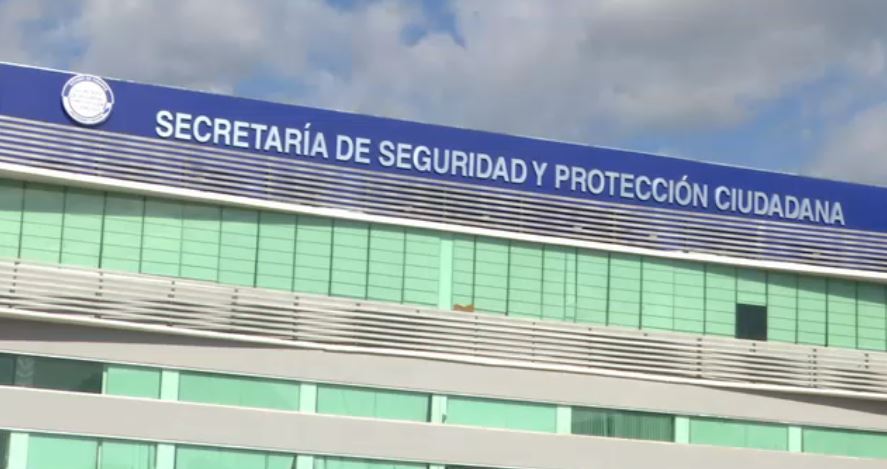 SECRETARÍA DE SEGURIDAD Y PROTECCIÓN CIUDADANA